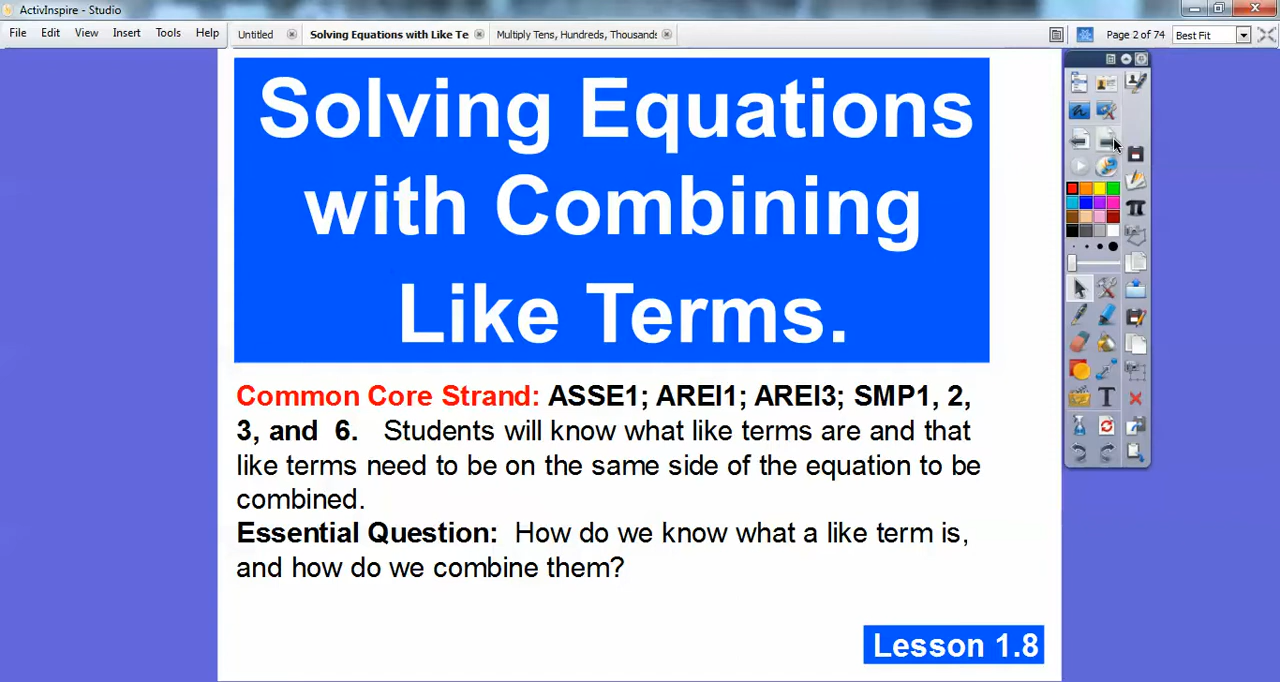 ActivInspire - Studio
File Edit View Insert Tools Help
Untitled Solving Equations with Like Te Multiply Tens, Hundreds, Thousands Page 2 of 74 Best Fit
Solving Equations
with Combining
Like Terms.
Common Core Strand: ASSE1; AREI1; AREI3; SMP1, 2,
3, and 6. Students will know what like terms are and that
like terms need to be on the same side of the equation to be
combined.
Essential Question: How do we know what a like term is,
and how do we combine them?
Lesson 1.8